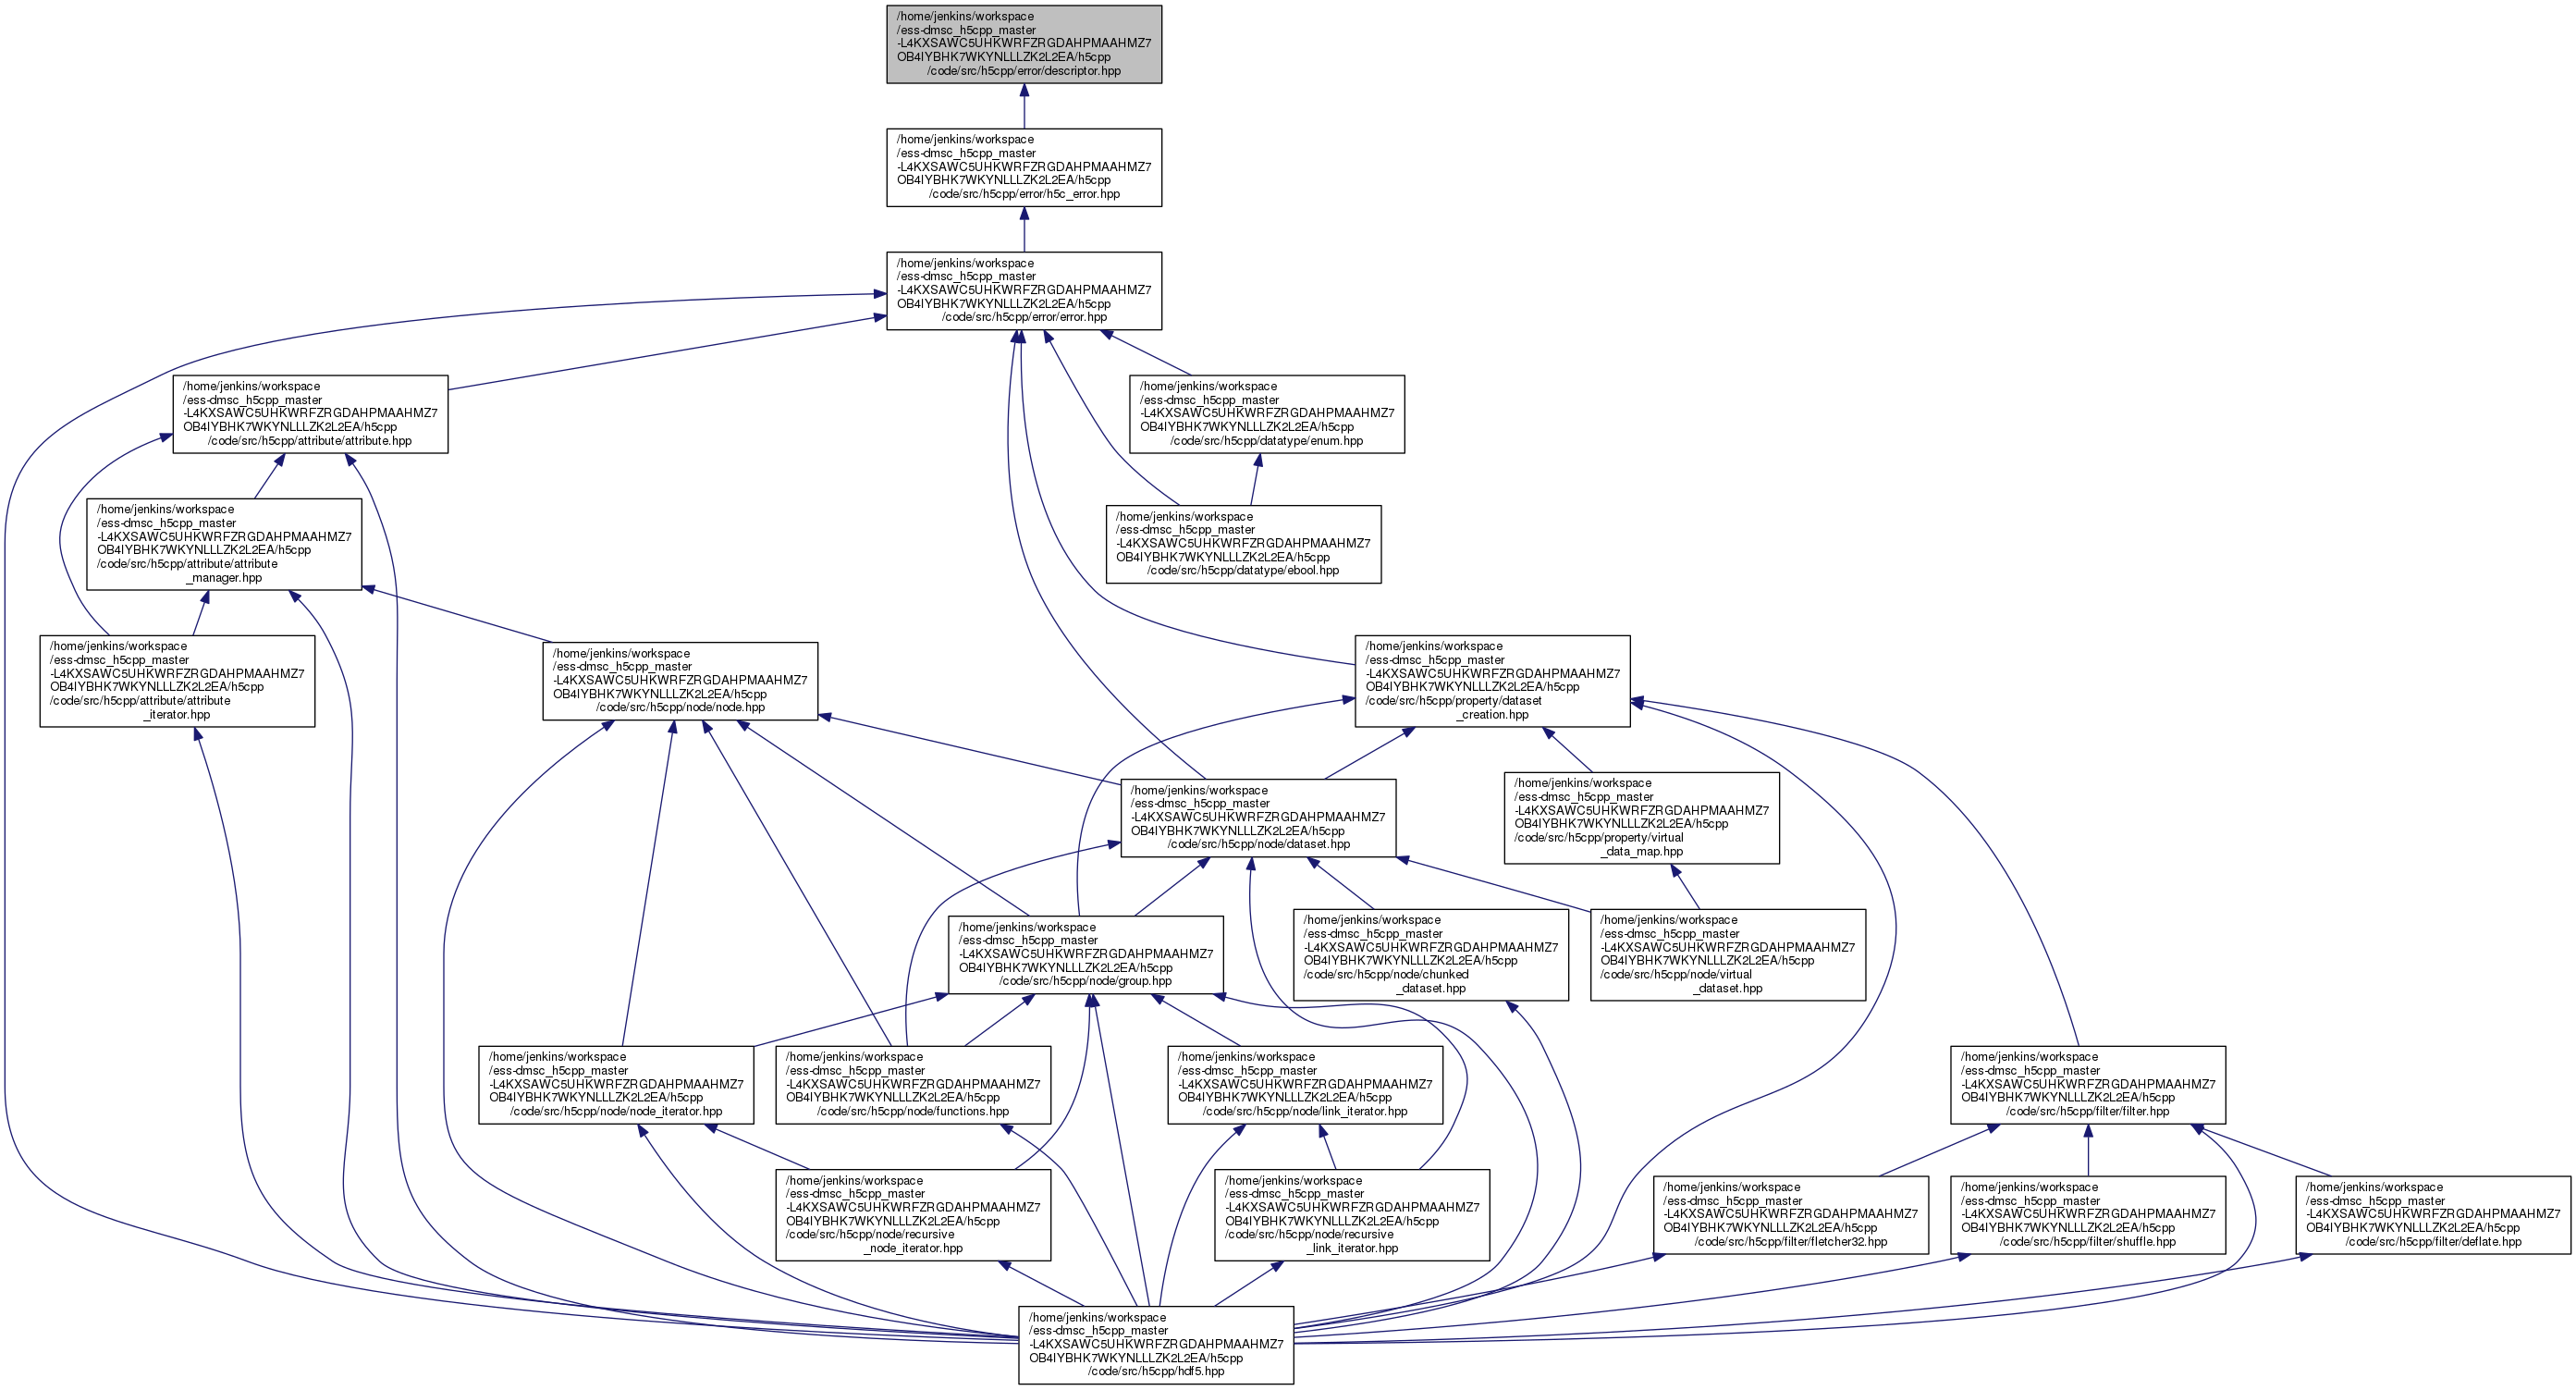 /home/jenkins/workspace
/ess-dmsc_h5cpp_master
-L4KXSAWC5UHKWRFZRGDAHPMAAHMZ7
OB4IYBHK7WKYNLLLZK2L2EA/h5cpp
/code/src/h5cpp/error/descriptor.hpp
/home/jenkins/workspace
/ess-dmsc_h5cpp_master
-L4KXSAWC5UHKWRFZRGDAHPMAAHMZ7
OB4IYBHK7WKYNLLLZK2L2EA/h5cpp
/code/src/h5cpp/error/h5c_error.hpp
/home/jenkins/workspace
/ess-dmsc_h5cpp_master
-L4KXSAWC5UHKWRFZRGDAHPMAAHMZ7
OB4IYBHK7WKYNLLLZK2L2EA/h5cpp
/code/src/h5cpp/error/error.hpp
/home/jenkins/workspace
/ess-dmsc_h5cpp_master
-L4KXSAWC5UHKWRFZRGDAHPMAAHMZ7
OB4IYBHK7WKYNLLLZK2L2EA/h5cpp
/code/src/h5cpp/attribute/attribute.hpp
/home/jenkins/workspace
/ess-dmsc_h5cpp_master
-L4KXSAWC5UHKWRFZRGDAHPMAAHMZ7
OB4IYBHK7WKYNLLLZK2L2EA/h5cpp
/code/src/h5cpp/datatype/enum.hpp
/home/jenkins/workspace
/ess-dmsc_h5cpp_master
-L4KXSAWC5UHKWRFZRGDAHPMAAHMZ7
OB4IYBHK7WKYNLLLZK2L2EA/h5cpp
/code/src/h5cpp/attribute/attribute
_manager.hpp
/home/jenkins/workspace
/ess-dmsc_h5cpp_master
-L4KXSAWC5UHKWRFZRGDAHPMAAHMZ7
OB4IYBHK7WKYNLLLZK2L2EA/h5cpp
/code/src/h5cpp/datatype/ebool.hpp
/home/jenkins/workspace
/ess-dmsc_h5cpp_master
-L4KXSAWC5UHKWRFZRGDAHPMAAHMZ7
OB4IYBHK7WKYNLLLZK2L2EA/h5cpp
/code/src/h5cpp/attribute/attribute
_iterator.hpp
/home/jenkins/workspace
/ess-dmsc_h5cpp_master
-L4KXSAWC5UHKWRFZRGDAHPMAAHMZ7
OB4IYBHK7WKYNLLLZK2L2EA/h5cpp
/code/src/h5cpp/node/node.hpp
/home/jenkins/workspace
/ess-dmsc_h5cpp_master
-L4KXSAWC5UHKWRFZRGDAHPMAAHMZ7
OB4IYBHK7WKYNLLLZK2L2EA/h5cpp
/code/src/h5cpp/property/dataset
_creation.hpp
/home/jenkins/workspace
/ess-dmsc_h5cpp_master
-L4KXSAWC5UHKWRFZRGDAHPMAAHMZ7
OB4IYBHK7WKYNLLLZK2L2EA/h5cpp
/code/src/h5cpp/node/dataset.hpp
/home/jenkins/workspace
/ess-dmsc_h5cpp_master
-L4KXSAWC5UHKWRFZRGDAHPMAAHMZ7
OB4IYBHK7WKYNLLLZK2L2EA/h5cpp
/code/src/h5cpp/property/virtual
_data_map.hpp
/home/jenkins/workspace
/ess-dmsc_h5cpp_master
-L4KXSAWC5UHKWRFZRGDAHPMAAHMZ7
OB4IYBHK7WKYNLLLZK2L2EA/h5cpp
/code/src/h5cpp/node/group.hpp
/home/jenkins/workspace
/ess-dmsc_h5cpp_master
-L4KXSAWC5UHKWRFZRGDAHPMAAHMZ7
OB4IYBHK7WKYNLLLZK2L2EA/h5cpp
/code/src/h5cpp/node/chunked
_dataset.hpp
/home/jenkins/workspace
/ess-dmsc_h5cpp_master
-L4KXSAWC5UHKWRFZRGDAHPMAAHMZ7
OB4IYBHK7WKYNLLLZK2L2EA/h5cpp
/code/src/h5cpp/node/virtual
_dataset.hpp
/home/jenkins/workspace
/ess-dmsc_h5cpp_master
-L4KXSAWC5UHKWRFZRGDAHPMAAHMZ7
OB4IYBHK7WKYNLLLZK2L2EA/h5cpp
/code/src/h5cpp/node/node_iterator.hpp
/home/jenkins/workspace
/ess-dmsc_h5cpp_master
-L4KXSAWC5UHKWRFZRGDAHPMAAHMZ7
OB4IYBHK7WKYNLLLZK2L2EA/h5cpp
/code/src/h5cpp/node/functions.hpp
/home/jenkins/workspace
/ess-dmsc_h5cpp_master
-L4KXSAWC5UHKWRFZRGDAHPMAAHMZ7
OB4IYBHK7WKYNLLLZK2L2EA/h5cpp
/code/src/h5cpp/node/link_iterator.hpp
/home/jenkins/workspace
/ess-dmsc_h5cpp_master
-L4KXSAWC5UHKWRFZRGDAHPMAAHMZ7
OB4IYBHK7WKYNLLLZK2L2EA/h5cpp
/code/src/h5cpp/filter/filter.hpp
/home/jenkins/workspace
/ess-dmsc_h5cpp_master
-L4KXSAWC5UHKWRFZRGDAHPMAAHMZ7
OB4IYBHK7WKYNLLLZK2L2EA/h5cpp
/code/src/h5cpp/node/recursive
_node_iterator.hpp
/home/jenkins/workspace
/ess-dmsc_h5cpp_master
-L4KXSAWC5UHKWRFZRGDAHPMAAHMZ7
OB4IYBHK7WKYNLLLZK2L2EA/h5cpp
/code/src/h5cpp/node/recursive
_link_iterator.hpp
/home/jenkins/workspace
/ess-dmsc_h5cpp_master
-L4KXSAWC5UHKWRFZRGDAHPMAAHMZ7
OB4IYBHK7WKYNLLLZK2L2EA/h5cpp
/code/src/h5cpp/filter/fletcher32.hpp
/home/jenkins/workspace
/ess-dmsc_h5cpp_master
-L4KXSAWC5UHKWRFZRGDAHPMAAHMZ7
OB4IYBHK7WKYNLLLZK2L2EA/h5cpp
/code/src/h5cpp/filter/shuffle.hpp
/home/jenkins/workspace
/ess-dmsc_h5cpp_master
-L4KXSAWC5UHKWRFZRGDAHPMAAHMZ7
OB4IYBHK7WKYNLLLZK2L2EA/h5cpp
/code/src/h5cpp/filter/deflate.hpp
/home/jenkins/workspace
/ess-dmsc_h5cpp_master
-L4KXSAWC5UHKWRFZRGDAHPMAAHMZ7
OB4IYBHK7WKYNLLLZK2L2EA/h5cpp
/code/src/h5cpp/hdf5.hpp